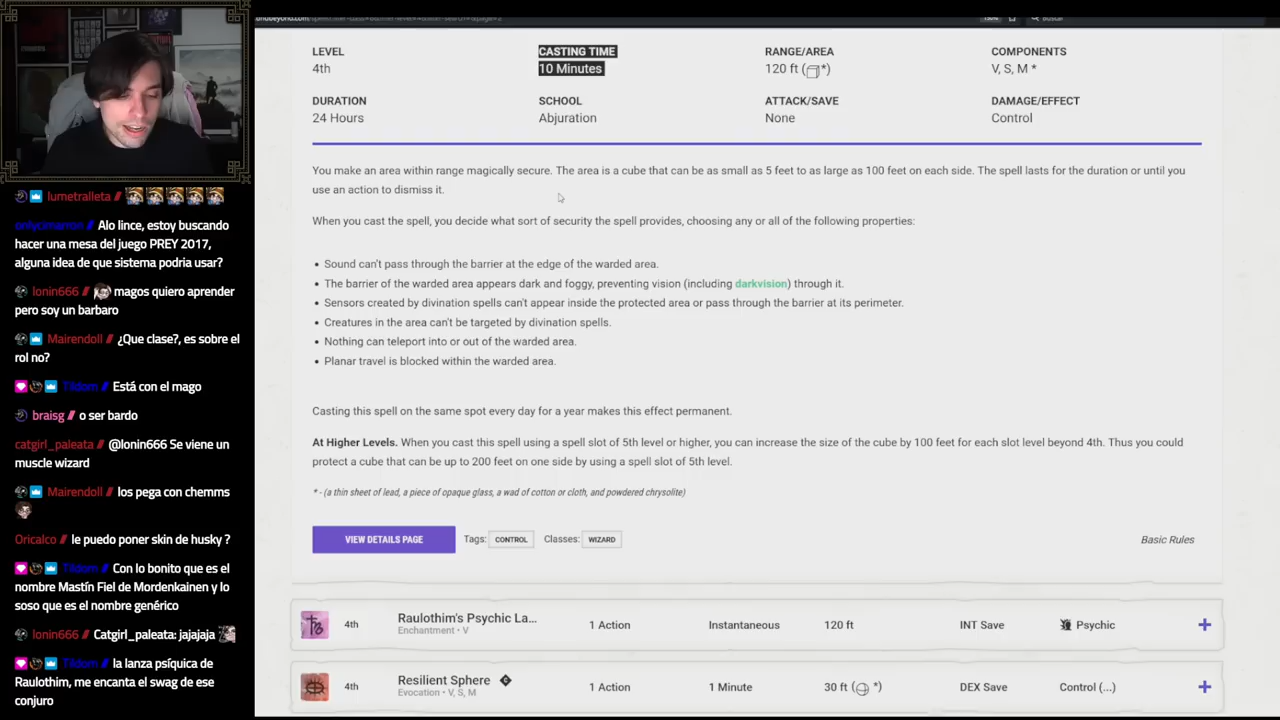 lumetralleta //
onlycimarron // Alo lince, estoy buscando
hacer una mesa del juego PREY 2017,
alguna idea de que sistema podria usar?
lonin666 // magos quiero aprender
pero soy un barbaro
Mairendoll // ¿Que clase?, es sobre el
rol no?
Tildom // Está con el mago
braisg // o ser bardo
catgirl_paleata // @lonin666 Se viene un
muscle wizard
Mairendoll // los pega con chemms
Oricalco // le puedo poner skin de husky ?
Tildom // Con lo bonito que es el
nombre Mastín Fiel de Mordenkainen y lo
soso que es el nombre genérico
lonin666 // Catgirl_paleata: jajajaja
Tildom // la lanza psíquica de
Raulothim, me encanta el swag de ese
conjuro
LEVEL CASTING TIME RANGE/AREA COMPONENTS
4th 10 Minutes 120 ft ( *) V, S, M *
DURATION SCHOOL ATTACK/SAVE DAMAGE/EFFECT
24 Hours Abjuration None Control
You make an area within range magically secure. The area is a cube that can be as small as 5 feet to as large as 100 feet on each side. The spell lasts for the duration or until you
use an action to dismiss it.
When you cast the spell, you decide what sort of security the spell provides, choosing any or all of the following properties:
• Sound can't pass through the barrier at the edge of the warded area.
• The barrier of the warded area appears dark and foggy, preventing vision (including darkvision) through it.
• Sensors created by divination spells can't appear inside the protected area or pass through the barrier at its perimeter.
• Creatures in the area can't be targeted by divination spells.
• Nothing can teleport into or out of the warded area.
• Planar travel is blocked within the warded area.
Casting this spell on the same spot every day for a year makes this effect permanent.
At Higher Levels. When you cast this spell using a spell slot of 5th level or higher, you can increase the size of the cube by 100 feet for each slot level beyond 4th. Thus you could
protect a cube that can be up to 200 feet on one side by using a spell slot of 5th level.
* - (a thin sheet of lead, a piece of opaque glass, a wad of cotton or cloth, and powdered chrysolite)
VIEW DETAILS PAGE Tags: CONTROL Classes: WIZARD Basic Rules
4th Raulothim's Psychic La... 1 Action Instantaneous 120 ft INT Save Psychic +
Enchantment • V
4th Resilient Sphere 1 Action 1 Minute 30 ft ( *) DEX Save Control (...) +
Evocation • V, S, M